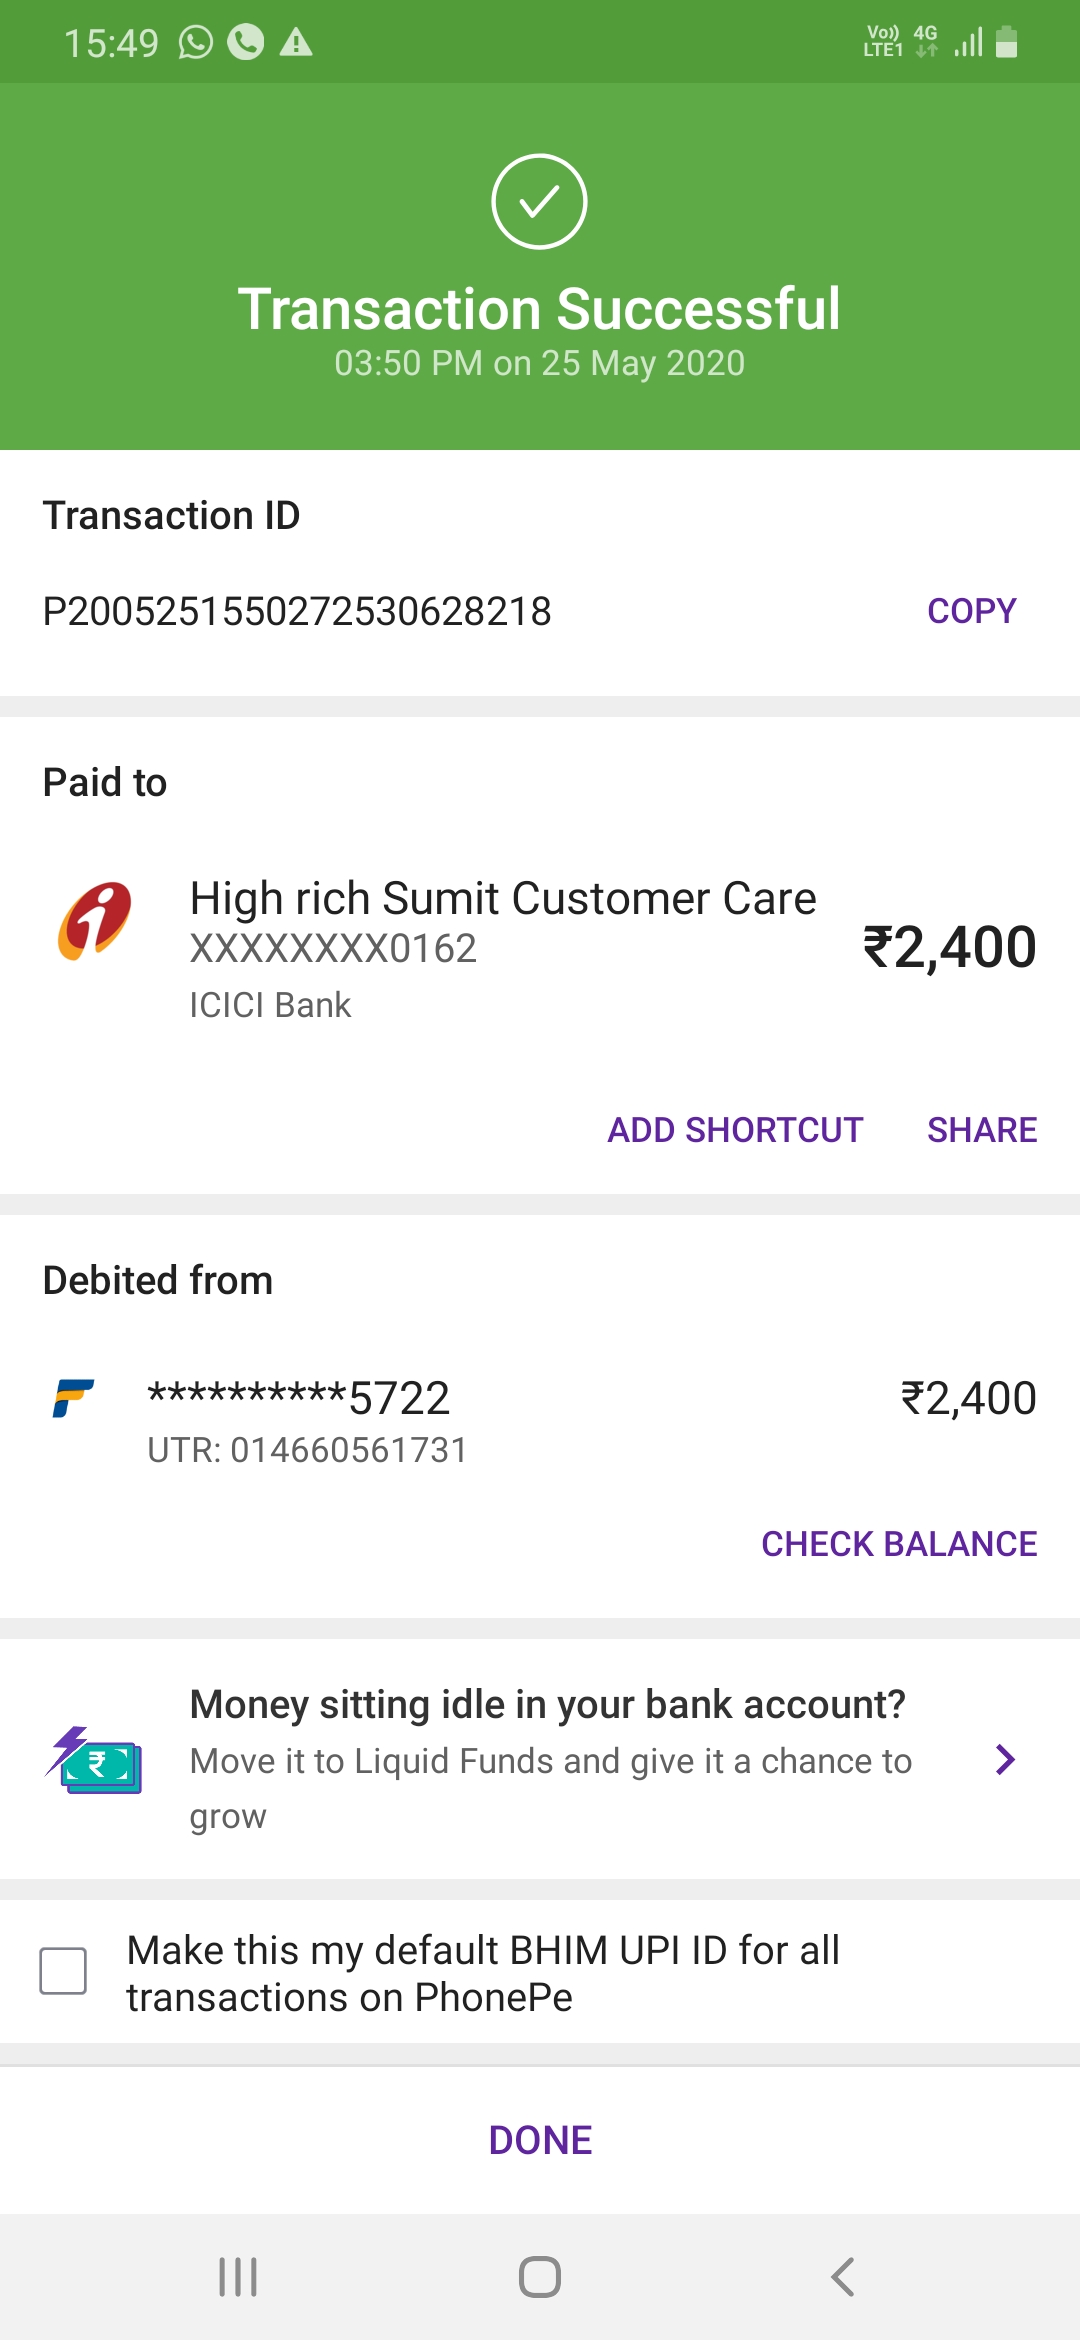 15:49 Vo)) LTE1 4G
Transaction Successful
03:50 PM on 25 May 2020
Transaction ID
P2005251550272530628218 COPY
Paid to
High rich Sumit Customer Care
XXXXXXXX0162
₹2,400
ICICI Bank
ADD SHORTCUT SHARE
Debited from
**********5722 ₹2,400
UTR: 014660561731
CHECK BALANCE
Money sitting idle in your bank account?
Move it to Liquid Funds and give it a chance to
grow
Make this my default BHIM UPI ID for all
transactions on PhonePe
DONE